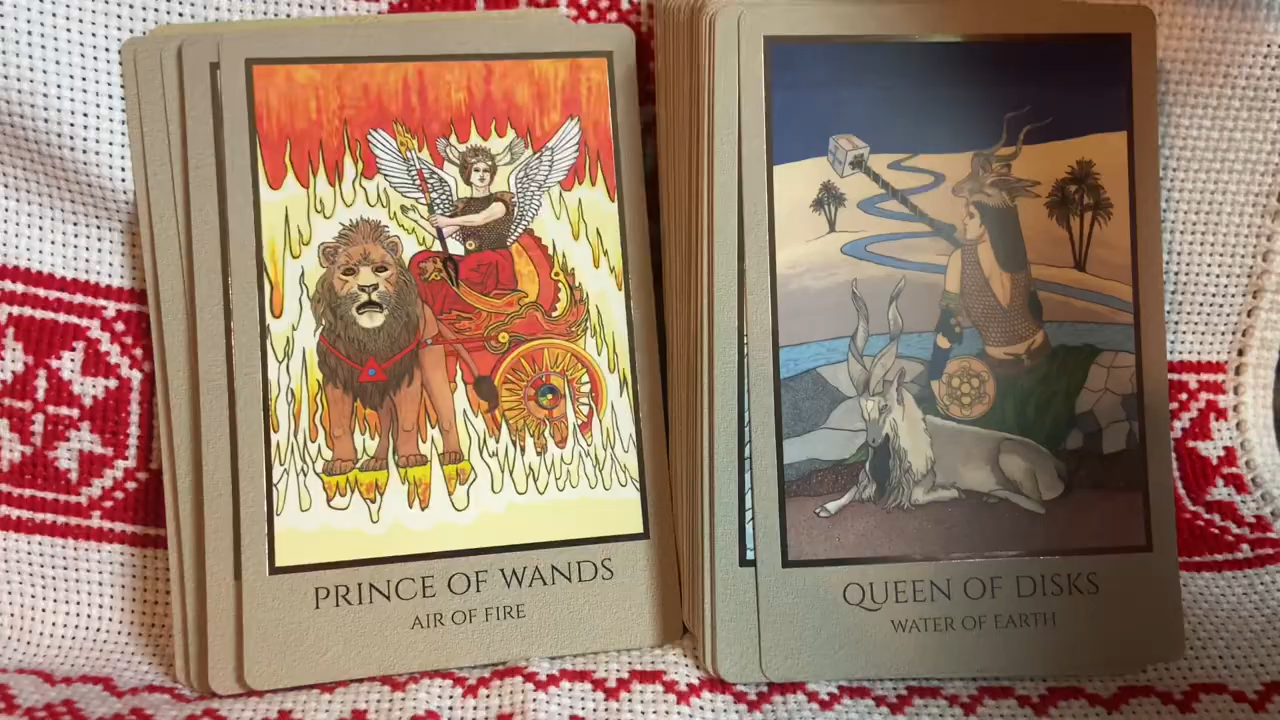 PRINCE OF WANDS
AIR OF FIRE
QUEEN OF DISKS
WATER OF EARTH